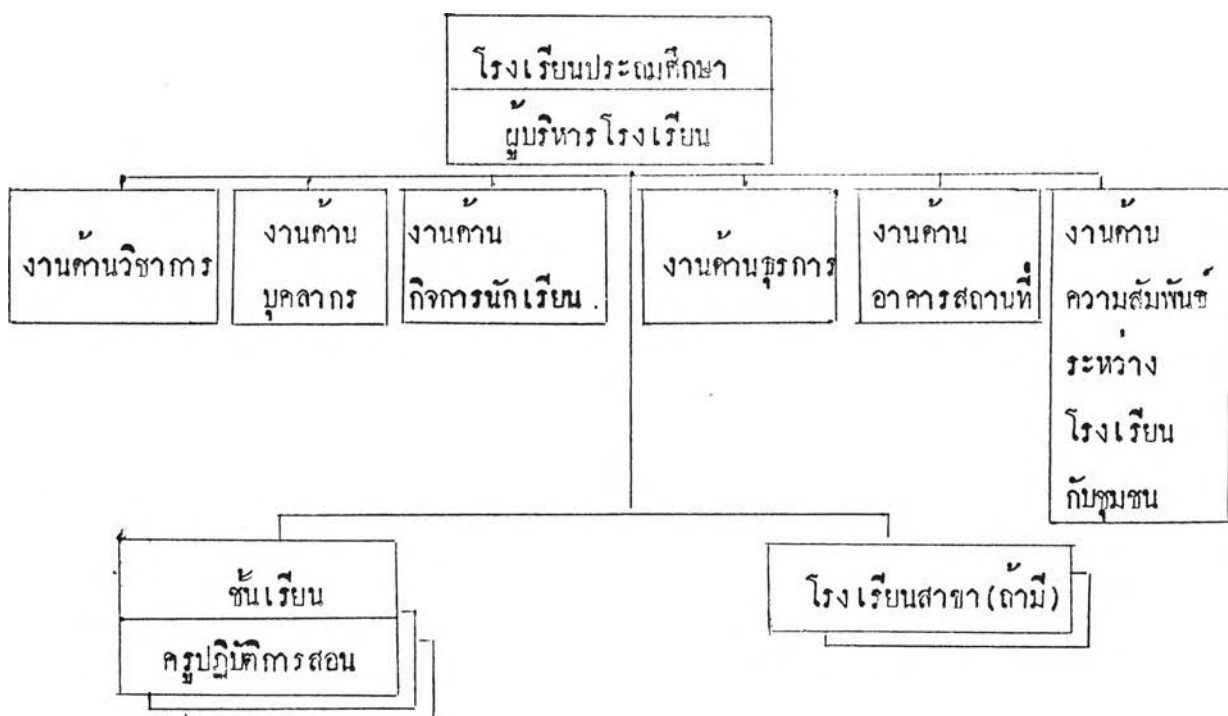 โรงเรียนประถมศึกษา
ผู้บริหารโรงเรียน
งานด้านวิชาการ
งานด้าน
บุคลากร
งานด้าน
กิจการนักเรียน
งานด้านธุรการ
งานด้าน
อาคารสถานที่
งานด้าน
ความสัมพันธ์
ระหว่าง
โรงเรียน
กับชุมชน
ชั้นเรียน
ครูปฏิบัติการสอน
โรงเรียนสาขา(ถ้ามี)